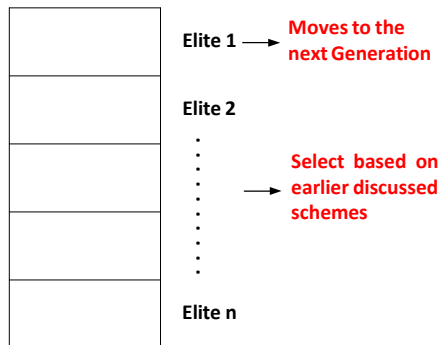 Elite 1
Moves to the
next Generation
Elite 2
Select based on
earlier discussed
schemes
Elite n